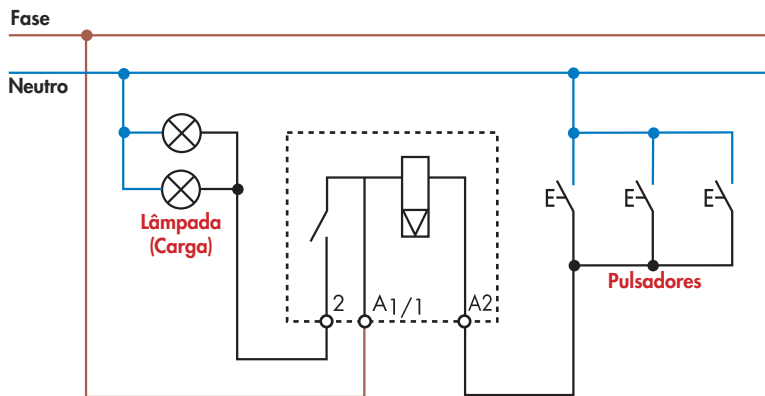 Fase
Neutro
Lâmpada
(Carga)
2
A1/1
A2
E
E
E
Pulsadores